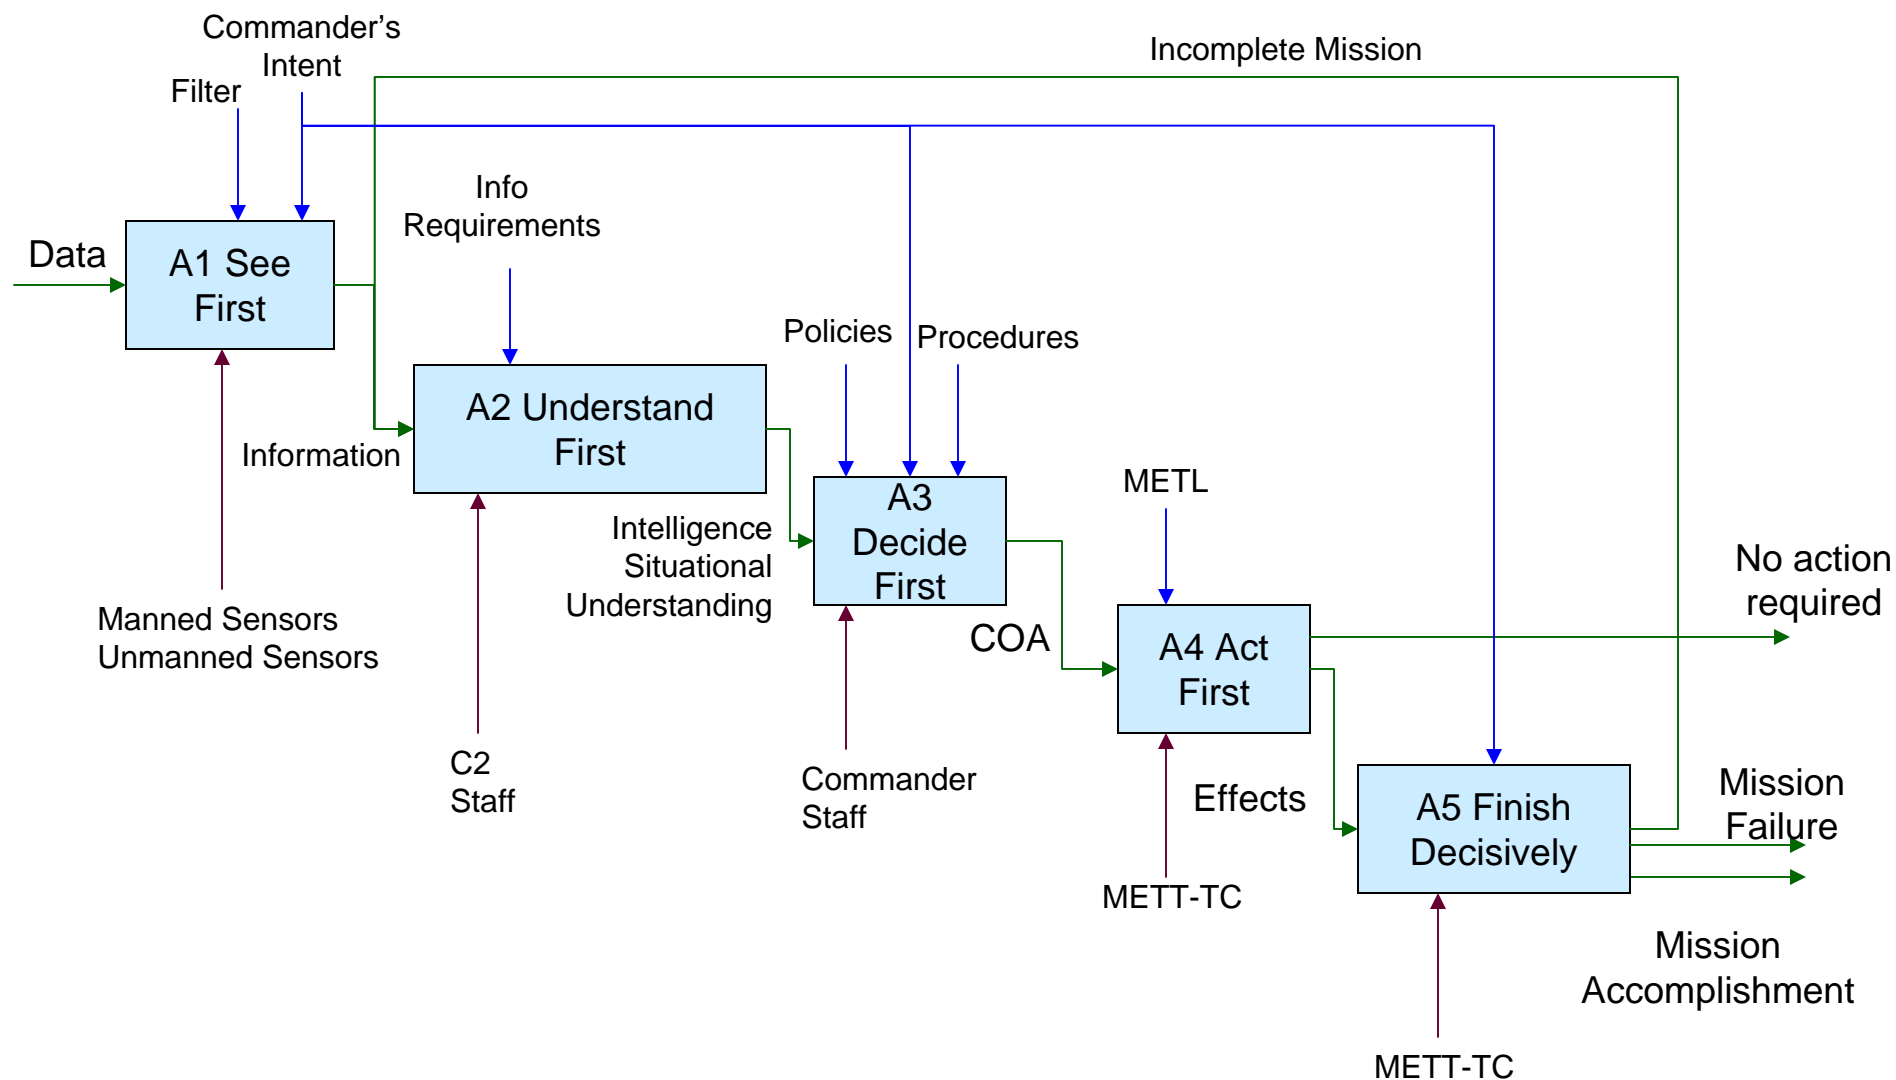 Commander’s
Intent
Incomplete Mission
Filter
Info
Requirements
Data
A1 See
First
Policies
Procedures
A2 Understand
First
Information
METL
A3
Decide
First
Intelligence
Situational
Understanding
No action
required
Manned Sensors
Unmanned Sensors
COA
A4 Act
First
C2
Staff
Commander
Staff
Effects
A5 Finish
Decisively
Mission
Failure
METT-TC
Mission
Accomplishment
METT-TC